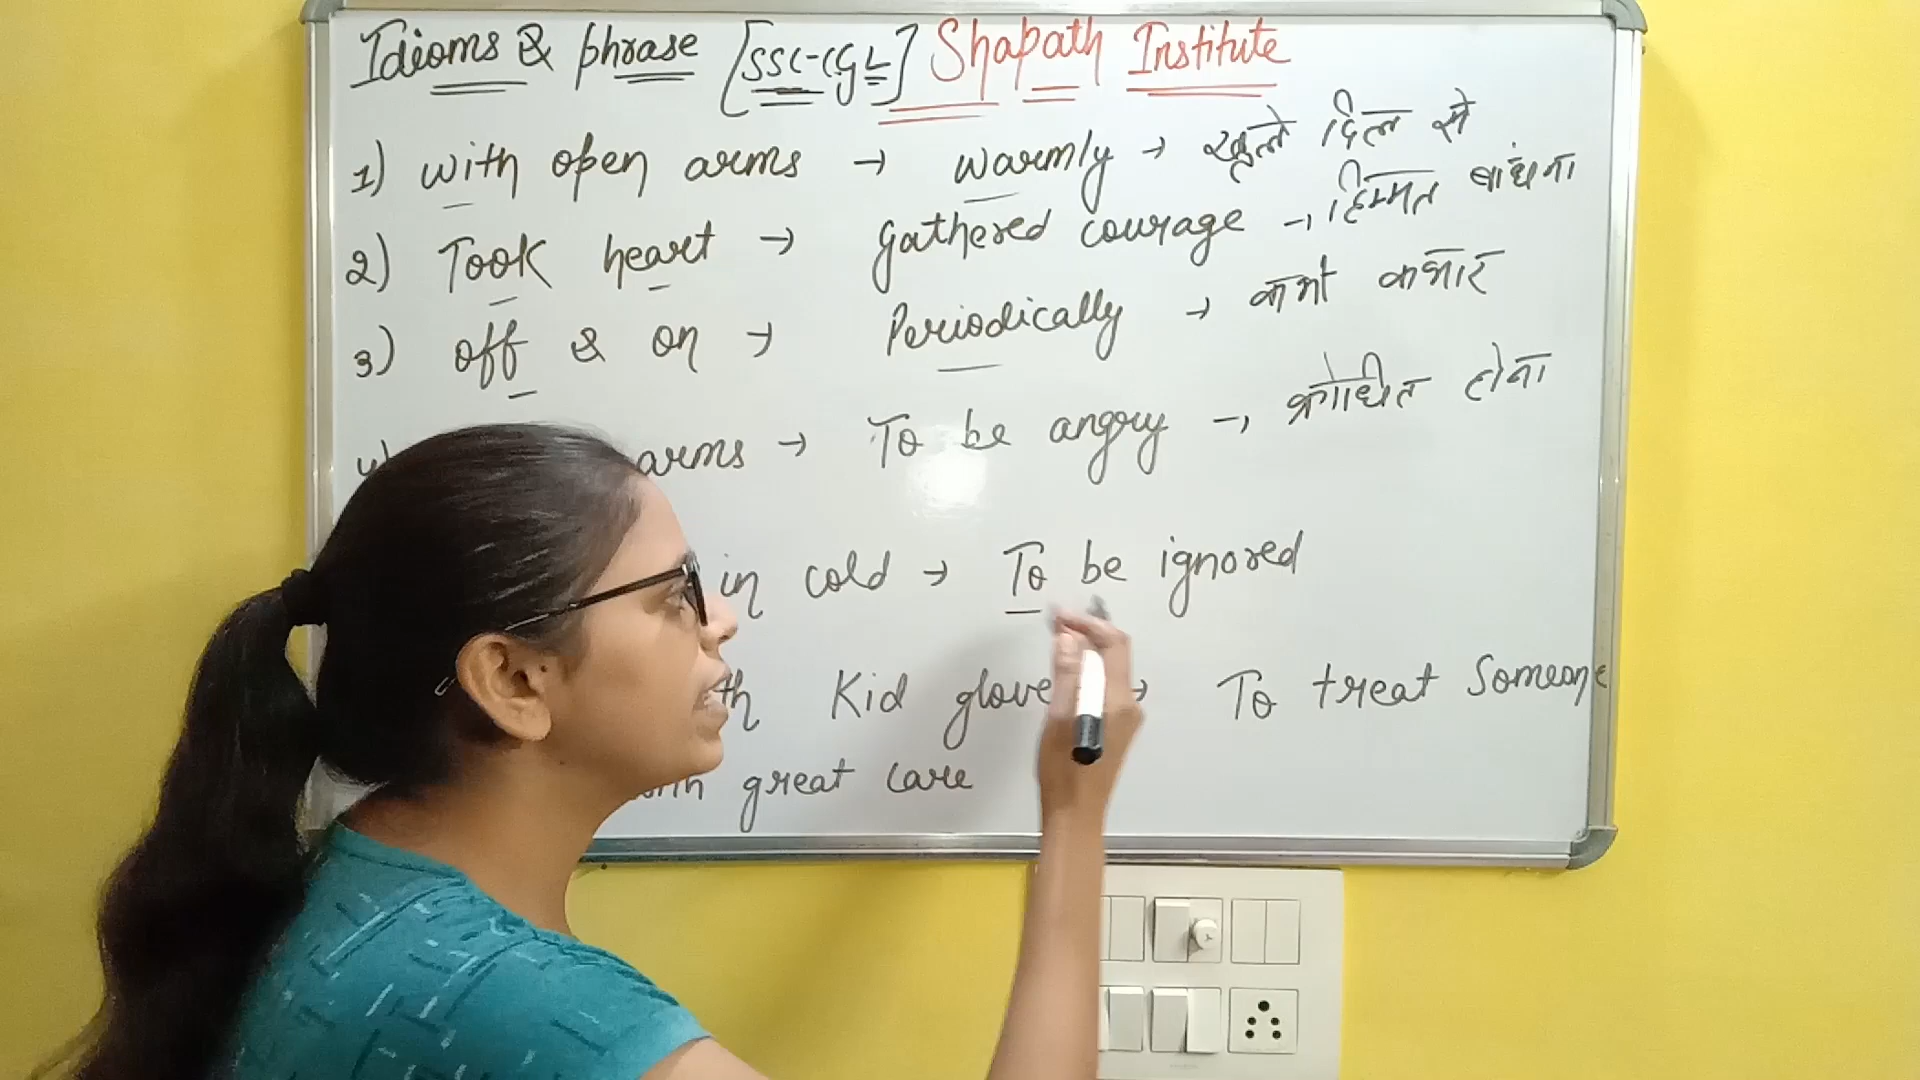 Idioms & phrase [SSC-CGL] Shapath Institute
1) with open arms → warmly → खुले दिल से
2) Took heart → Gathered courage → हिम्मत बांधना
3) off & on → Periodically → कभी कभार
arms → To be angry → क्रोधित होना
in cold → To be ignored
Kid glove → To treat Someone
great care